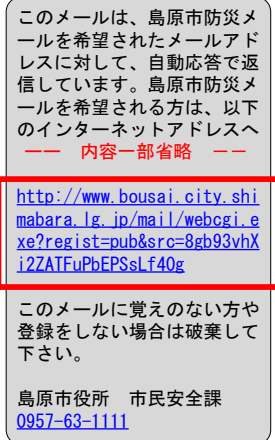 このメールは、島原市防災メ
ールを希望されたメールアド
レスに対して、自動応答で返
信しています。島原市防災メ
ールを希望される方は、以下
のインターネットアドレスへ
―― 内容一部省略 ――
http://www.bousai.city.shi
mabara.lg.jp/mail/webcgi.e
xe?regist=pub&src=8gb93vhX
i2ZATFuPbEPSsLf40g
このメールに覚えのない方や
登録をしない場合は破棄して
下さい。
島原市役所 市民安全課
0957-63-1111